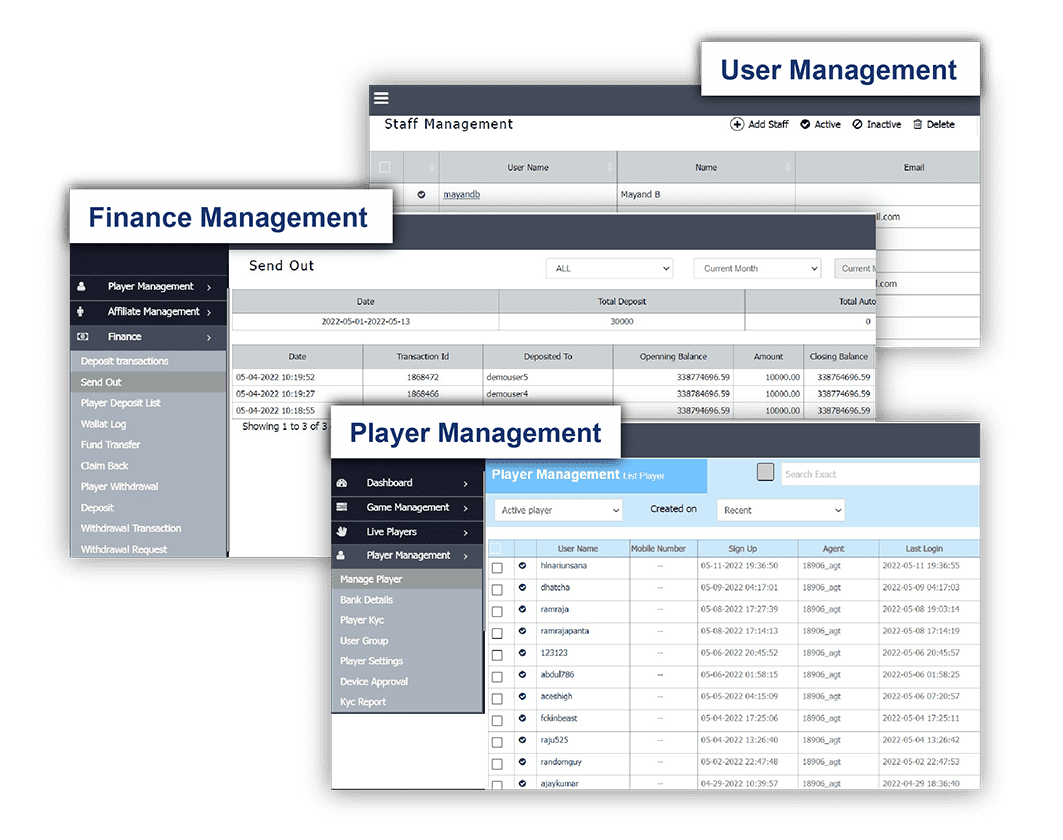 User Management
Staff Management
Add Staff Active Inactive Delete
User Name Name Email
mayandb Mayand B
Finance Management
Send Out
ALL Current Month Current
Player Management
Affiliate Management
Finance
Deposit transactions
Send Out
Player Deposit List
Wallat Log
Fund Transfer
Claim Back
Player Withdrawal
Deposit
Withdrawal Transaction
Withdrawal Request
Date Total Deposit Total Auto
2022-05-01-2022-05-13 30000 0
Date Transaction Id Deposited To Openning Balance Amount Closing Balance
05-04-2022 10:19:52 1868472 demouser5 338774696.59 10000.00 338764696.59
05-04-2022 10:19:27 1868466 demouser4 338784696.59 10000.00 338774696.59
05-04-2022 10:18:55 338794696.59 10000.00 338784696.59
Showing 1 to 3 of 3
Player Management
Dashboard
Game Management
Live Players
Player Management
Manage Player
Bank Details
Player Kyc
User Group
Player Settings
Device Approval
Kyc Report
Player Management List Player
Search Exact
Active player Created on Recent
User Name Mobile Number Sign Up Agent Last Login
hlnariunsana -- 05-11-2022 19:36:50 18906_agt 2022-05-11 19:36:55
dhatcha -- 05-09-2022 04:17:01 18906_agt 2022-05-09 04:17:03
ramraja -- 05-08-2022 17:27:39 18906_agt 2022-05-08 19:03:14
ramrajapanta -- 05-08-2022 17:14:13 18906_agt 2022-05-08 17:14:19
123123 -- 05-06-2022 20:45:52 18906_agt 2022-05-06 20:45:57
abdul786 -- 05-06-2022 01:58:15 18906_agt 2022-05-06 01:58:25
aceshigh -- 05-05-2022 04:15:09 18906_agt 2022-05-06 07:20:57
fckinbeast -- 05-04-2022 17:25:06 18906_agt 2022-05-04 17:25:11
raju525 -- 05-04-2022 13:26:40 18906_agt 2022-05-04 13:26:42
randomguy -- 05-02-2022 22:47:48 18906_agt 2022-05-02 22:47:53
ajaykumar -- 04-29-2022 10:39:57 18906_agt 2022-04-29 18:36:40